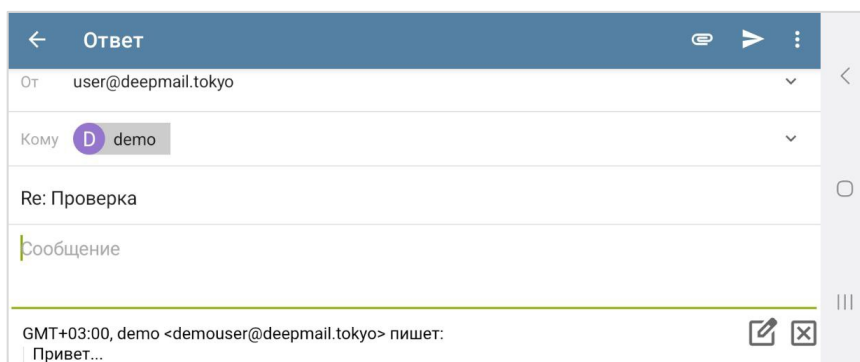 Ответ
От user@deepmail.tokyo
Кому D demo
Re: Проверка
Сообщение
GMT+03:00, demo <demouser@deepmail.tokyo> пишет:
Привет...